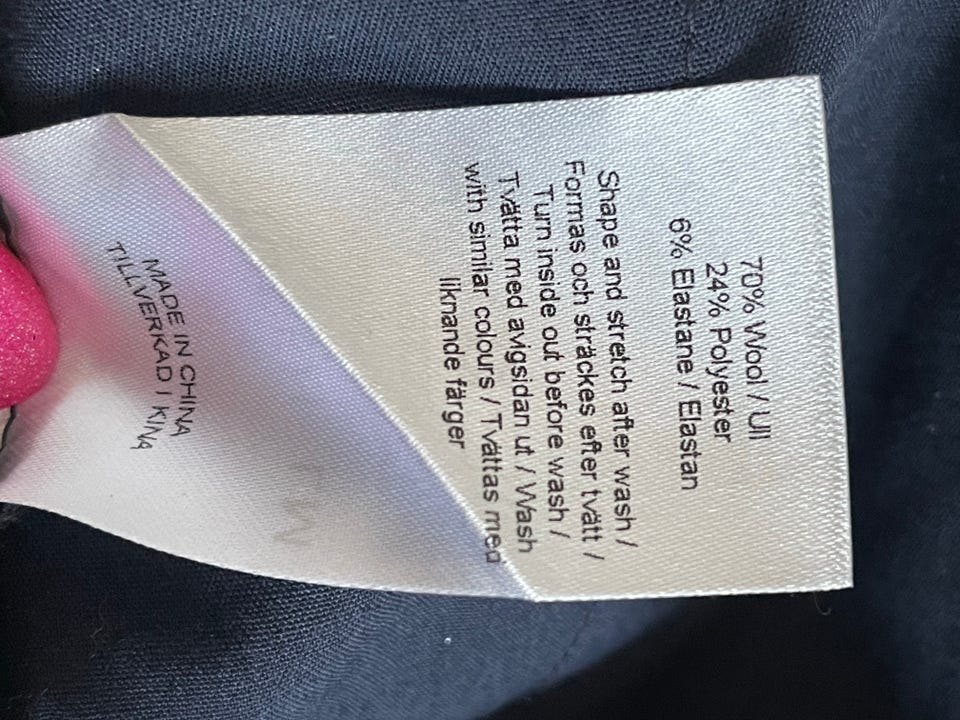 70% Wool / Ull
24% Polyester
6% Elastane / Elastan
Shape and stretch after wash /
Formas och sträckes efter tvätt /
Turn inside out before wash /
Tvätta med avigsidan ut / Wash
with similar colours / Tvättas med
liknande färger
MADE IN CHINA
TILLVERKAD I KINA